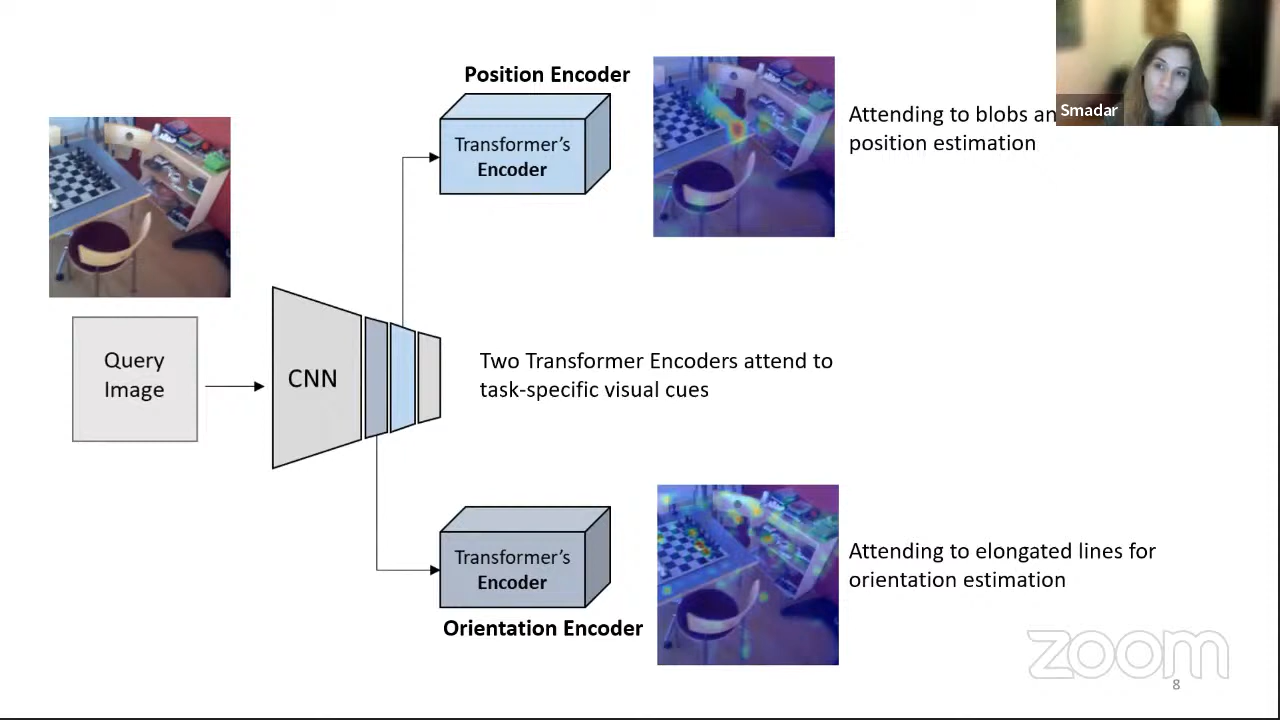 Position Encoder
Transformer's
Encoder
Attending to blobs an
position estimation
Smadar
Query
Image
CNN
Two Transformer Encoders attend to
task-specific visual cues
Transformer's
Encoder
Orientation Encoder
Attending to elongated lines for
orientation estimation
zoom
8